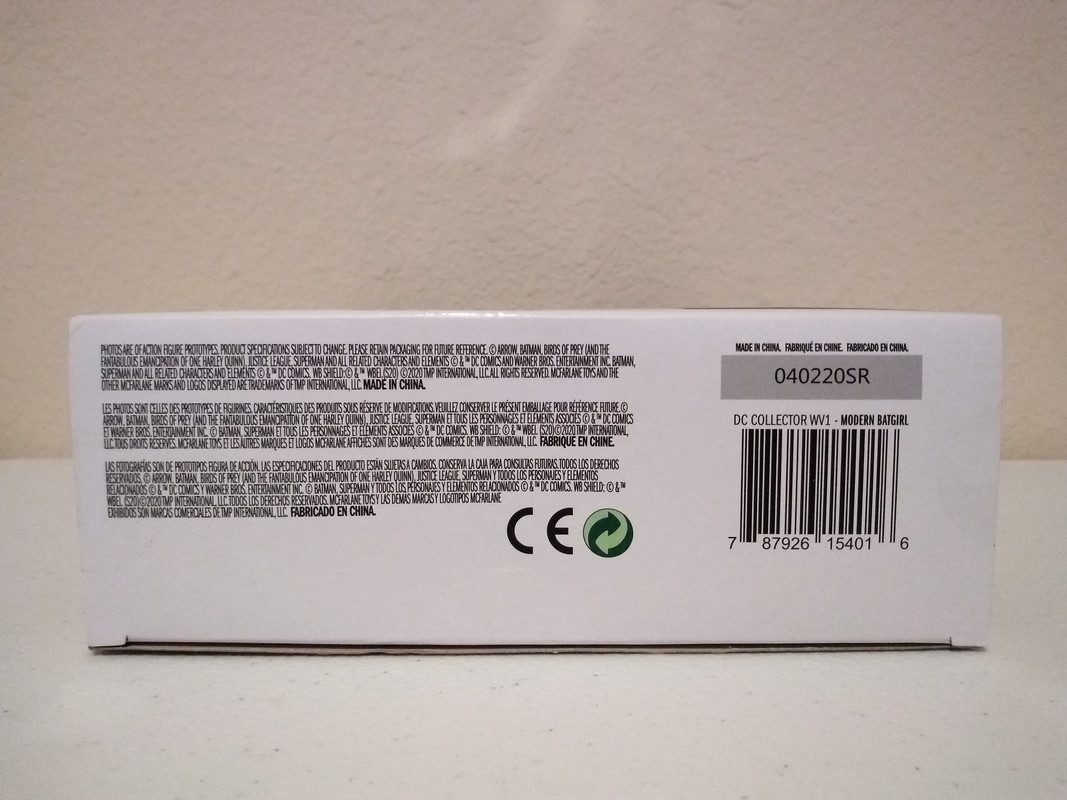 PHOTOS ARE OF ACTION FIGURE PROTOTYPES. PRODUCT SPECIFICATIONS SUBJECT TO CHANGE. PLEASE RETAIN PACKAGING FOR FUTURE REFERENCE. © ARROW, BATMAN, BIRDS OF PREY (AND THE
FANTABULOUS EMANCIPATION OF ONE HARLEY QUINN), JUSTICE LEAGUE, SUPERMAN AND ALL RELATED CHARACTERS AND ELEMENTS © & ™ DC COMICS AND WARNER BROS. ENTERTAINMENT INC. BATMAN,
SUPERMAN AND ALL RELATED CHARACTERS AND ELEMENTS © & ™ DC COMICS. WB SHIELD: © & ™ WBEI. (S20) ©2020 TMP INTERNATIONAL, LLC. ALL RIGHTS RESERVED. MCFARLANE TOYS AND THE
OTHER MCFARLANE MARKS AND LOGOS DISPLAYED ARE TRADEMARKS OF TMP INTERNATIONAL, LLC. MADE IN CHINA.
LES PHOTOS SONT CELLES DES PROTOTYPES DE FIGURINES. CARACTÉRISTIQUES DES PRODUITS SOUS RÉSERVE DE MODIFICATIONS. VEUILLEZ CONSERVER LE PRÉSENT EMBALLAGE POUR RÉFÉRENCE FUTURE. ©
ARROW, BATMAN, BIRDS OF PREY (AND THE FANTABULOUS EMANCIPATION OF ONE HARLEY QUINN), JUSTICE LEAGUE, SUPERMAN ET TOUS LES PERSONNAGES ET ÉLÉMENTS ASSOCIÉS © & ™ DC COMICS
ET WARNER BROS. ENTERTAINMENT INC. © BATMAN, SUPERMAN ET TOUS LES PERSONNAGES ET ÉLÉMENTS ASSOCIÉS © & ™ DC COMICS. WB SHIELD: © & ™ WBEI. (S20) ©2020 TMP INTERNATIONAL,
LLC. TOUS DROITS RÉSERVÉS. MCFARLANE TOYS ET LES AUTRES MARQUES ET LOGOS MCFARLANE AFFICHÉS SONT DES MARQUES DE COMMERCE DE TMP INTERNATIONAL, LLC. FABRIQUÉ EN CHINE.
LAS FOTOGRAFÍAS SON DE PROTOTIPOS FIGURA DE ACCIÓN. LAS ESPECIFICACIONES DEL PRODUCTO ESTÁN SUJETAS A CAMBIOS. CONSERVA LA CAJA PARA CONSULTAS FUTURAS. TODOS LOS DERECHOS
RESERVADOS. © ARROW, BATMAN, BIRDS OF PREY (AND THE FANTABULOUS EMANCIPATION OF ONE HARLEY QUINN), JUSTICE LEAGUE, SUPERMAN Y TODOS LOS PERSONAJES Y ELEMENTOS
RELACIONADOS © & ™ DC COMICS Y WARNER BROS. ENTERTAINMENT INC. © BATMAN, SUPERMAN Y TODOS LOS PERSONAJES Y ELEMENTOS RELACIONADOS © & ™ DC COMICS. WB SHIELD: © & ™
WBEI. (S20) ©2020 TMP INTERNATIONAL, LLC. TODOS LOS DERECHOS RESERVADOS. MCFARLANE TOYS Y LAS DEMAS MARCAS Y LOGOTIPOS MCFARLANE
EXHIBIDOS SON MARCAS COMERCIALES DE TMP INTERNATIONAL, LLC. FABRICADO EN CHINA.
CE
MADE IN CHINA. FABRIQUÉ EN CHINE. FABRICADO EN CHINA.
040220SR
DC COLLECTOR WV1 - MODERN BATGIRL
7 87926 15401 6